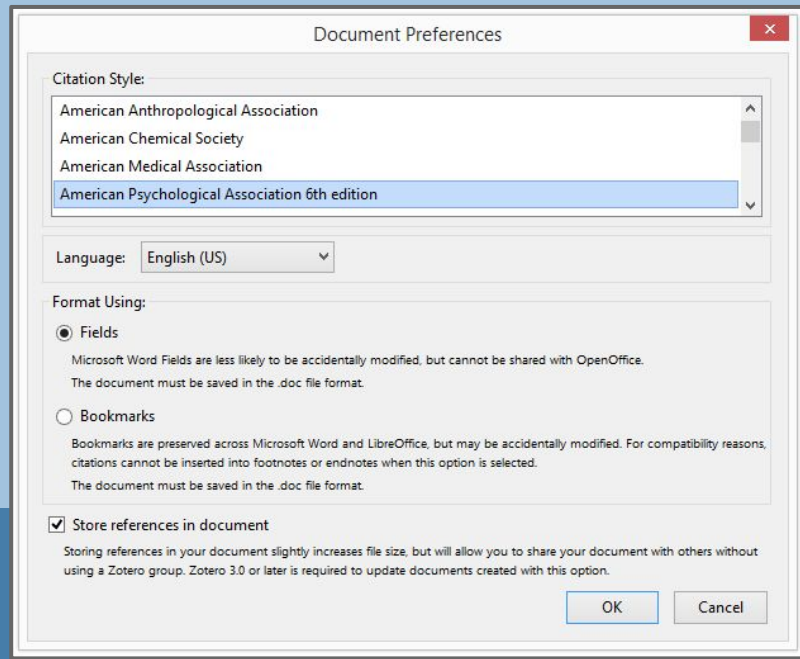 Document Preferences
Citation Style:
American Anthropological Association
American Chemical Society
American Medical Association
American Psychological Association 6th edition
Language: English (US)
Format Using:
Fields
Microsoft Word Fields are less likely to be accidentally modified, but cannot be shared with OpenOffice.
The document must be saved in the .doc file format.
Bookmarks
Bookmarks are preserved across Microsoft Word and LibreOffice, but may be accidentally modified. For compatibility reasons,
citations cannot be inserted into footnotes or endnotes when this option is selected.
The document must be saved in the .doc file format.
Store references in document
Storing references in your document slightly increases file size, but will allow you to share your document with others without
using a Zotero group. Zotero 3.0 or later is required to update documents created with this option.
OK Cancel